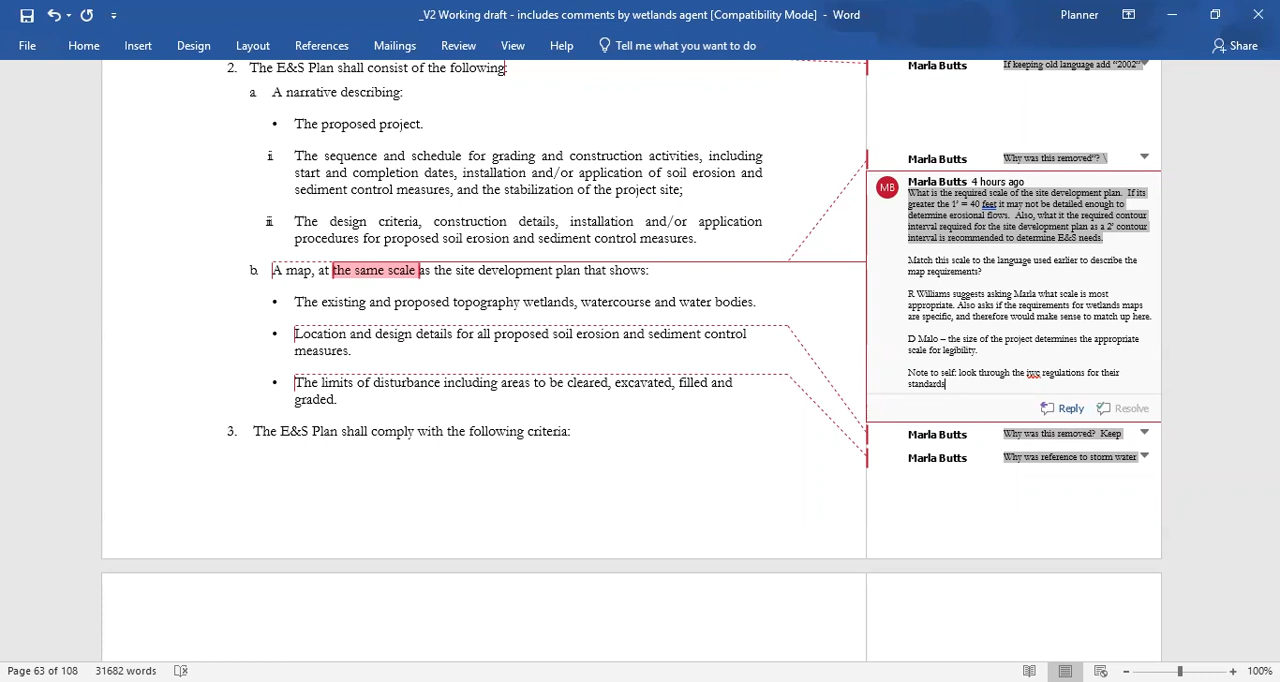 _V2 Working draft - includes comments by wetlands agent [Compatibility Mode] - Word
Planner
File Home Insert Design Layout References Mailings Review View Help Tell me what you want to do Share
2. The E&S Plan shall consist of the following:
a. A narrative describing:
• The proposed project.
ii. The sequence and schedule for grading and construction activities, including
start and completion dates, installation and/or application of soil erosion and
sediment control measures, and the stabilization of the project site;
iii. The design criteria, construction details, installation and/or application
procedures for proposed soil erosion and sediment control measures.
b. A map, at the same scale as the site development plan that shows:
• The existing and proposed topography wetlands, watercourse and water bodies.
• Location and design details for all proposed soil erosion and sediment control
measures.
• The limits of disturbance including areas to be cleared, excavated, filled and
graded.
3. The E&S Plan shall comply with the following criteria:
Marla Butts If keeping old language add "2002"
Marla Butts Why was this removed"? \
MB
Marla Butts 4 hours ago
What is the required scale of the site development plan. If its
greater the 1' = 40 feet it may not be detailed enough to
determine erosional flows. Also, what it the required contour
interval required for the site development plan as a 2' contour
interval is recommended to determine E&S needs.
Match this scale to the language used earlier to describe the
map requirements?
R Williams suggests asking Marla what scale is most
appropriate. Also asks if the requirements for wetlands maps
are specific, and therefore would make sense to match up here.
D Malo – the size of the project determines the appropriate
scale for legibility.
Note to self: look through the iwc regulations for their
standards
Reply Resolve
Marla Butts Why was this removed? Keep
Marla Butts Why was reference to storm water
Page 63 of 108 31682 words
100%